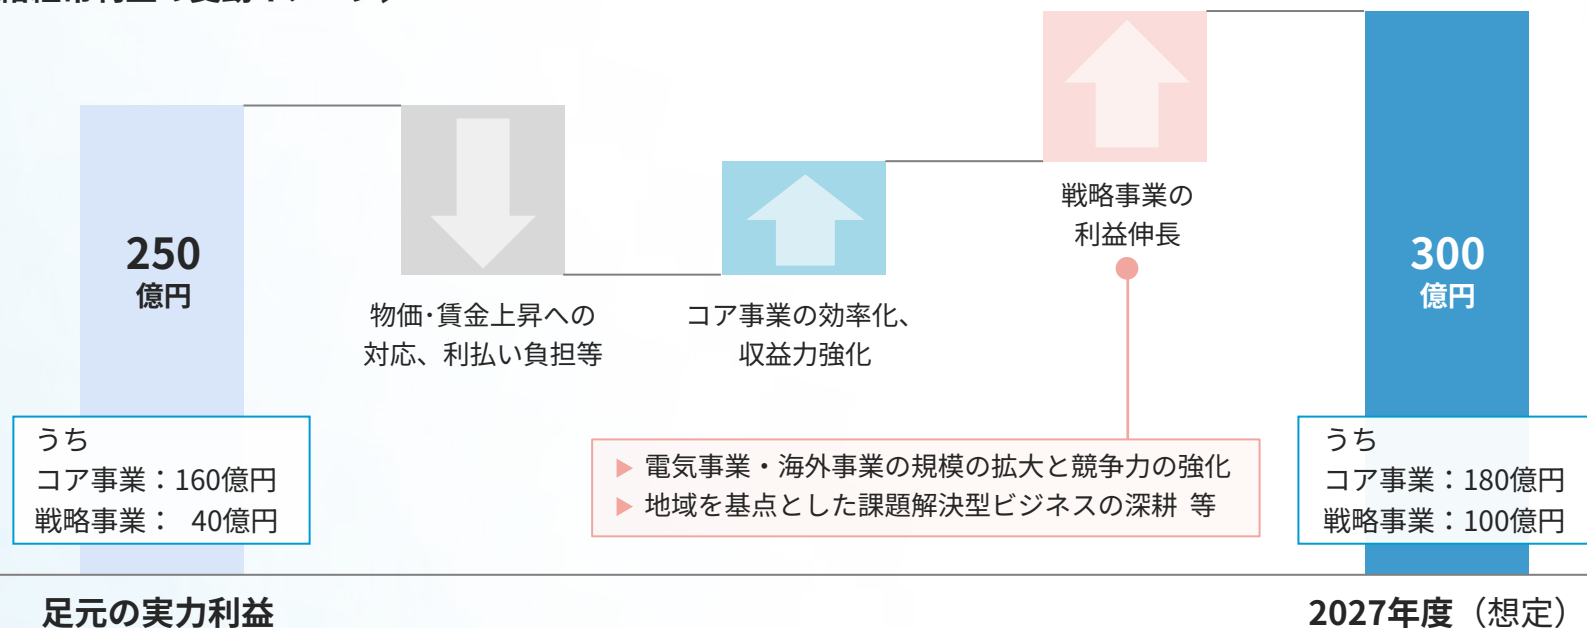 250
億円
物価･賃金上昇への
対応、利払い負担等
コア事業の効率化、
収益力強化
戦略事業の
利益伸長
300
億円
うち
コア事業：160億円
戦略事業： 40億円
▶ 電気事業・海外事業の規模の拡大と競争力の強化
▶ 地域を基点とした課題解決型ビジネスの深耕 等
うち
コア事業：180億円
戦略事業：100億円
足元の実力利益
2027年度（想定）